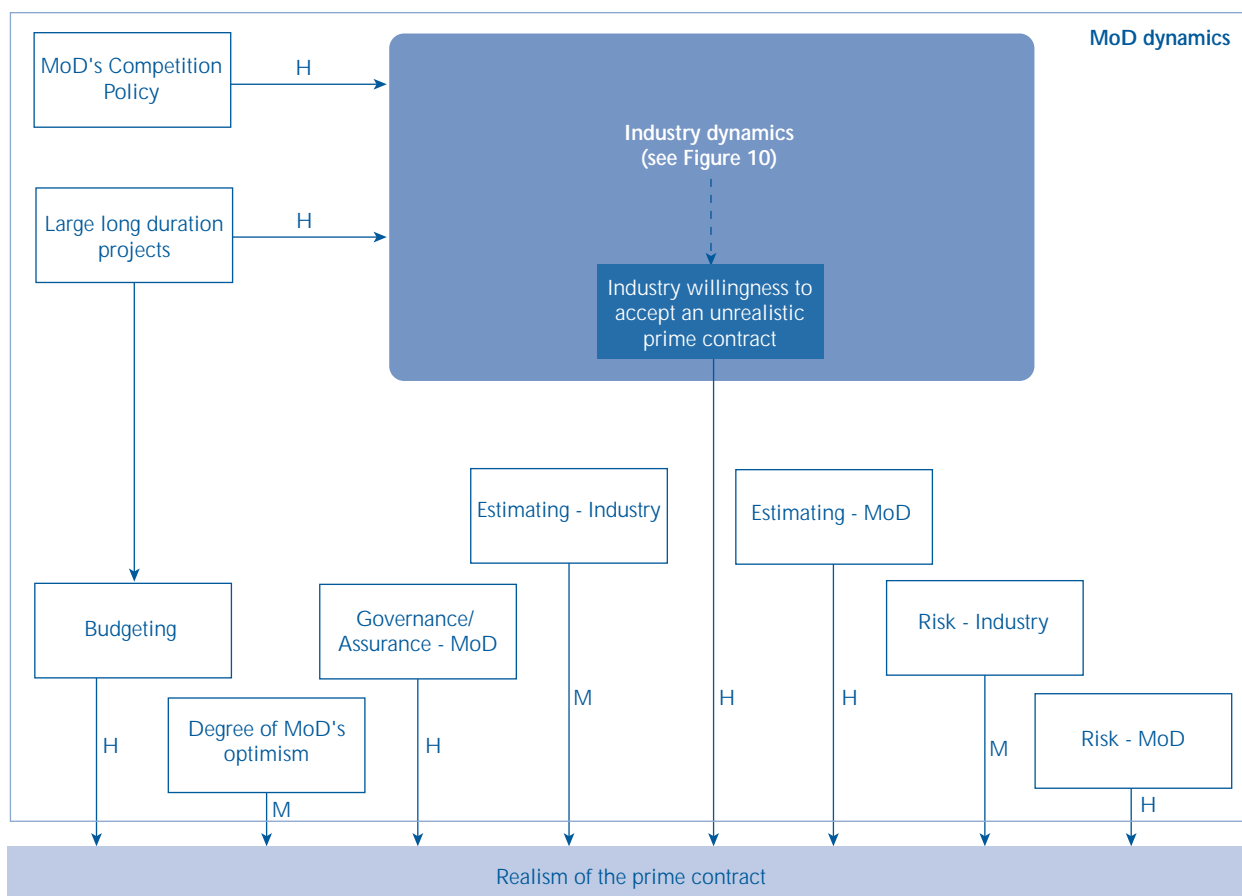 MoD dynamics
MoD's Competition
Policy
H
Industry dynamics
(see Figure 10)
Large long duration
projects
H
Industry willingness to
accept an unrealistic
prime contract
Estimating - Industry
Estimating - MoD
Budgeting
Governance/
Assurance - MoD
Risk - Industry
Degree of MoD's
optimism
Risk - MoD
H
M
H
M
H
H
M
H
Realism of the prime contract